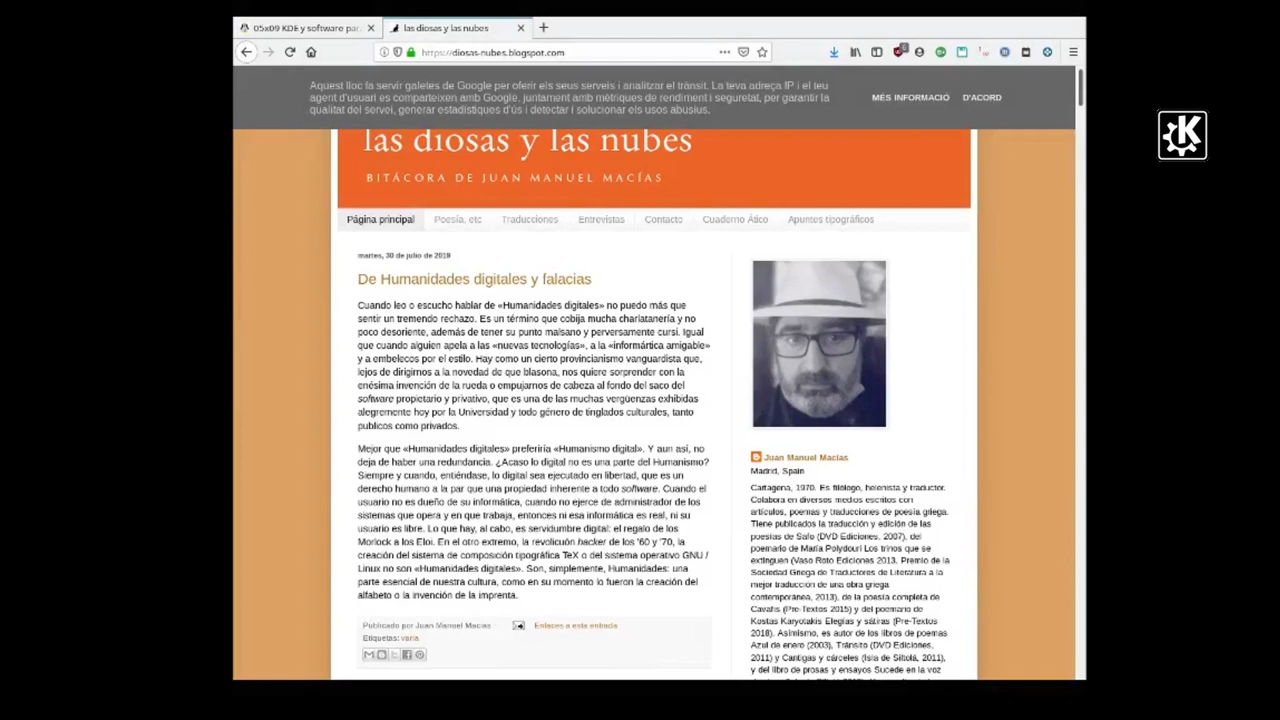 05x09 KDE y software par
las diosas y las nubes
https://diosas-nubes.blogspot.com
Aquest lloc fa servir galetes de Google per oferir els seus serveis i analitzar el trànsit. La teva adreça IP i el teu
agent d'usuari es comparteixen amb Google, juntament amb mètriques de rendiment i seguretat, per garantir la
qualitat del servei, generar estadístiques d'ús i detectar i solucionar els usos abusius.
MÉS INFORMACIÓ
D'ACORD
las diosas y las nubes
BITÁCORA DE JUAN MANUEL MACÍAS
Página principal
Poesía, etc
Traducciones
Entrevistas
Contacto
Cuaderno Ático
Apuntes tipográficos
martes, 30 de julio de 2019
De Humanidades digitales y falacias
Cuando leo o escucho hablar de «Humanidades digitales» no puedo más que
sentir un tremendo rechazo. Es un término que cobija mucha charlatanería y no
poco desoriente, además de tener su punto malsano y perversamente cursi. Igual
que cuando alguien apela a las «nuevas tecnologías», a la «informártica amigable»
y a embelecos por el estilo. Hay como un cierto provincianismo vanguardista que,
lejos de dirigirnos a la novedad de que blasona, nos quiere sorprender con la
enésima invención de la rueda o empujarnos de cabeza al fondo del saco del
software propietario y privativo, que es una de las muchas vergüenzas exhibidas
alegremente hoy por la Universidad y todo género de tinglados culturales, tanto
publicos como privados.
Mejor que «Humanidades digitales» preferiría «Humanismo digital». Y aun así, no
deja de haber una redundancia. ¿Acaso lo digital no es una parte del Humanismo?
Siempre y cuando, entiéndase, lo digital sea ejecutado en libertad, que es un
derecho humano a la par que una propiedad inherente a todo software. Cuando el
usuario no es dueño de su informática, cuando no ejerce de administrador de los
sistemas que opera y en que trabaja, entonces ni esa informática es real, ni su
usuario es libre. Lo que hay, al cabo, es servidumbre digital: el regalo de los
Morlock a los Eloi. En el otro extremo, la revolicuión hacker de los '60 y '70, la
creación del sistema de composición tipográfica TeX o del sistema operativo GNU /
Linux no son «Humanidades digitales». Son, simplemente, Humanidades: una
parte esencial de nuestra cultura, como en su momento lo fueron la creación del
alfabeto o la invención de la imprenta.
Publicado por Juan Manuel Macías
Enlaces a esta entrada
Etiquetas: varia
Juan Manuel Macías
Madrid, Spain
Cartagena, 1970. Es filólogo, helenista y traductor.
Colabora en diversos medios escritos con
artículos, poemas y traducciones de poesía griega.
Tiene publicados la traducción y edición de las
poesías de Safo (DVD Ediciones, 2007), del
poemario de María Polydouri Los trinos que se
extinguen (Vaso Roto Ediciones 2013, Premio de la
Sociedad Griega de Traductores de Literatura a la
mejor traducción de una obra griega
contemporánea, 2013), de la poesía completa de
Cavafis (Pre-Textos 2015) y del poemario de
Kostas Karyotakis Elegías y sátiras (Pre-Textos
2018). Asimismo, es autor de los libros de poemas
Azul de enero (2003), Tránsito (DVD Ediciones,
2011) y Cantigas y cárceles (Isla de Siltolá, 2011),
y del libro de prosas y ensayos Sucede en la voz